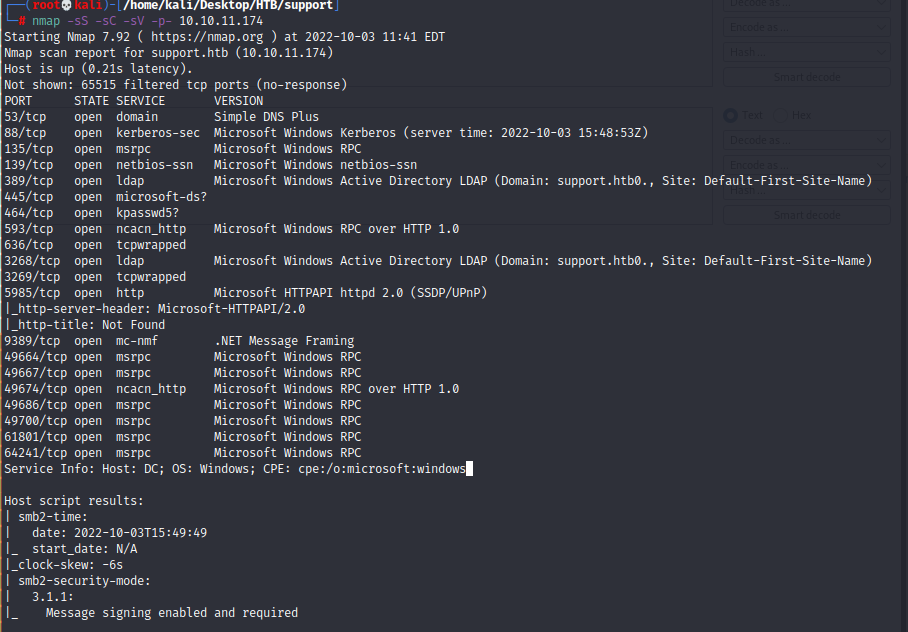 ┌──(root💀kali)-[/home/kali/Desktop/HTB/support]
└─# nmap -sS -sC -sV -p- 10.10.11.174
Starting Nmap 7.92 ( https://nmap.org ) at 2022-10-03 11:41 EDT
Nmap scan report for support.htb (10.10.11.174)
Host is up (0.21s latency).
Not shown: 65515 filtered tcp ports (no-response)
PORT      STATE SERVICE       VERSION
53/tcp    open  domain        Simple DNS Plus
88/tcp    open  kerberos-sec  Microsoft Windows Kerberos (server time: 2022-10-03 15:48:53Z)
135/tcp   open  msrpc         Microsoft Windows RPC
139/tcp   open  netbios-ssn   Microsoft Windows netbios-ssn
389/tcp   open  ldap          Microsoft Windows Active Directory LDAP (Domain: support.htb0., Site: Default-First-Site-Name)
445/tcp   open  microsoft-ds?
464/tcp   open  kpasswd5?
593/tcp   open  ncacn_http    Microsoft Windows RPC over HTTP 1.0
636/tcp   open  tcpwrapped
3268/tcp  open  ldap          Microsoft Windows Active Directory LDAP (Domain: support.htb0., Site: Default-First-Site-Name)
3269/tcp  open  tcpwrapped
5985/tcp  open  http          Microsoft HTTPAPI httpd 2.0 (SSDP/UPnP)
|_http-server-header: Microsoft-HTTPAPI/2.0
|_http-title: Not Found
9389/tcp  open  mc-nmf        .NET Message Framing
49664/tcp open  msrpc         Microsoft Windows RPC
49667/tcp open  msrpc         Microsoft Windows RPC
49674/tcp open  ncacn_http    Microsoft Windows RPC over HTTP 1.0
49686/tcp open  msrpc         Microsoft Windows RPC
49700/tcp open  msrpc         Microsoft Windows RPC
61801/tcp open  msrpc         Microsoft Windows RPC
64241/tcp open  msrpc         Microsoft Windows RPC
Service Info: Host: DC; OS: Windows; CPE: cpe:/o:microsoft:windows
Host script results:
| smb2-time:
|   date: 2022-10-03T15:49:49
|_  start_date: N/A
|_clock-skew: -6s
| smb2-security-mode:
|   3.1.1:
|_    Message signing enabled and required
Decode as ...
Encode as ...
Hash ...
Smart decode
Text Hex
Decode as ...
Encode as ...
Smart decode